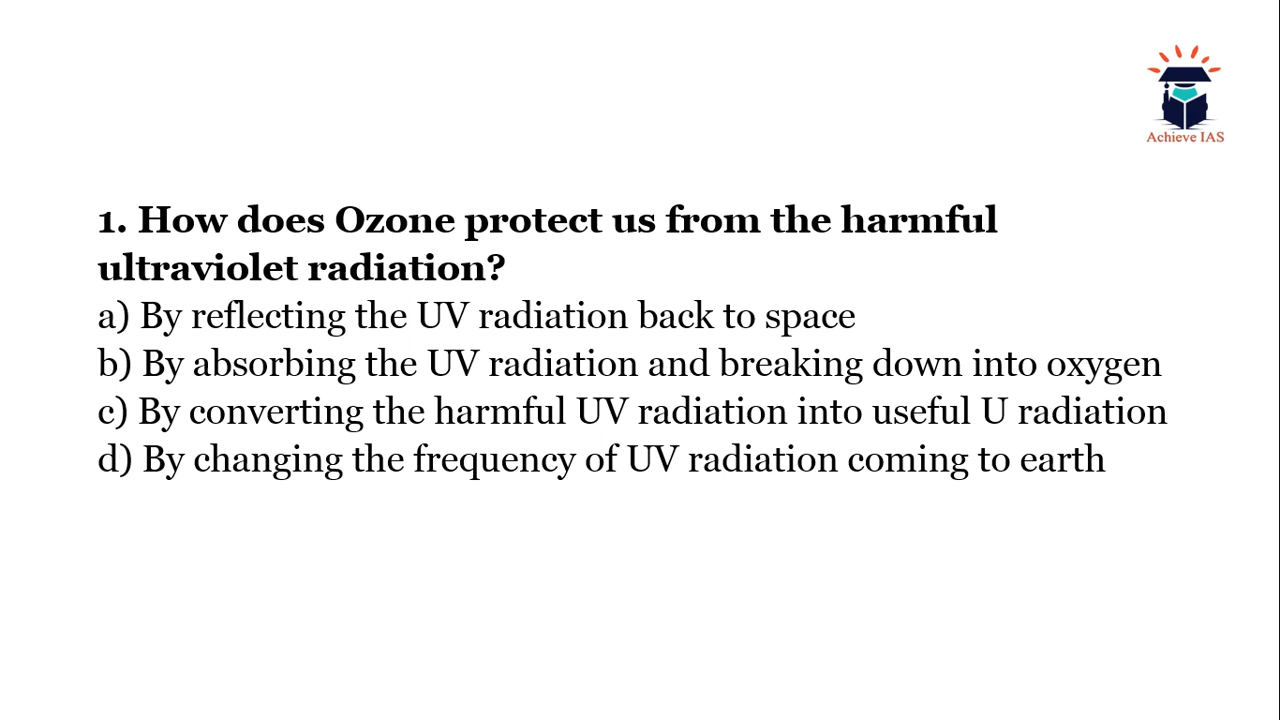 Achieve IAS
1. How does Ozone protect us from the harmful
ultraviolet radiation?
a) By reflecting the UV radiation back to space
b) By absorbing the UV radiation and breaking down into oxygen
c) By converting the harmful UV radiation into useful U radiation
d) By changing the frequency of UV radiation coming to earth